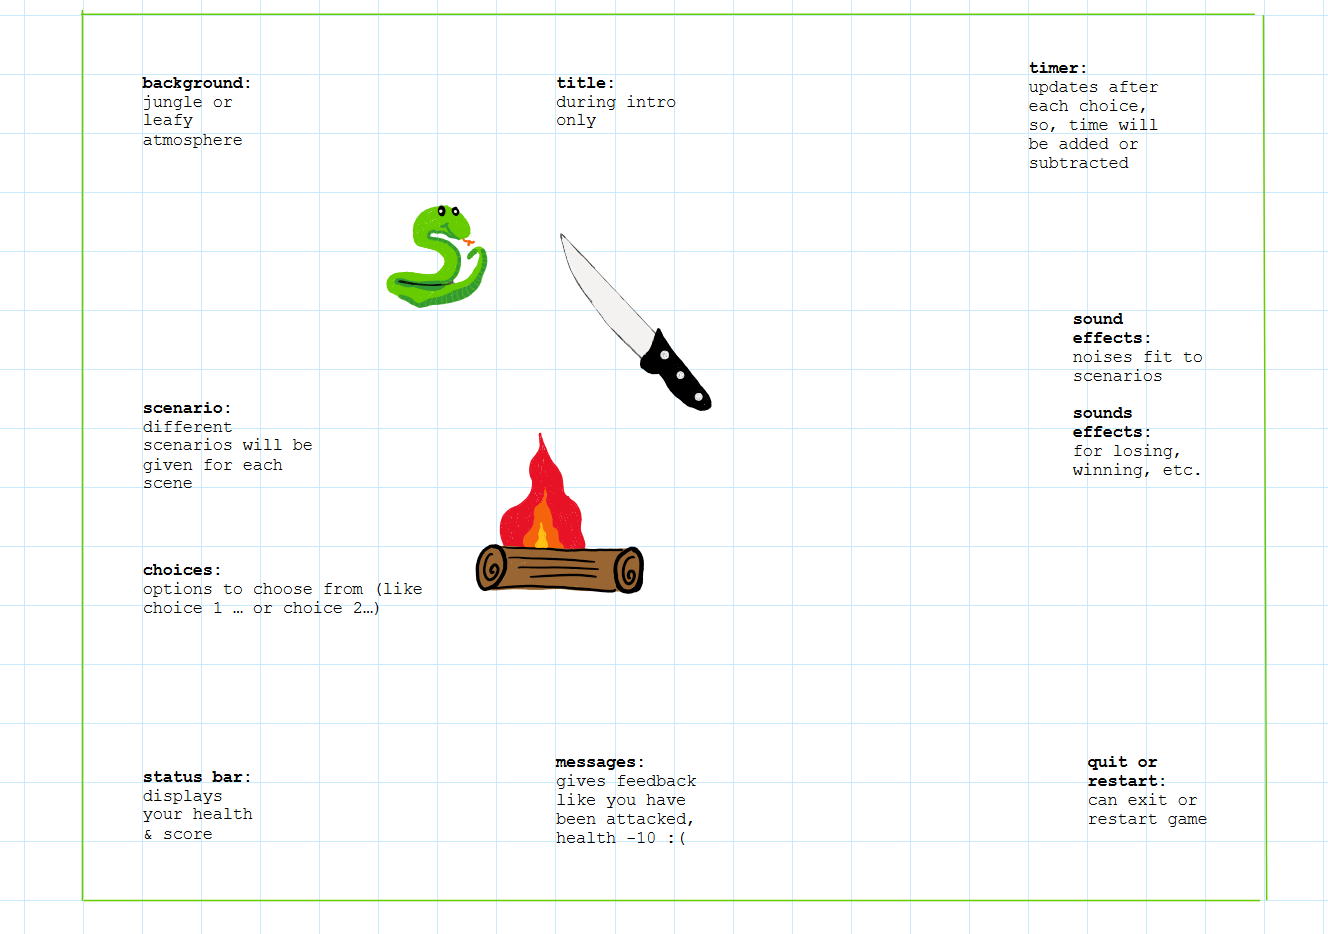 background:
jungle or
leafy
atmosphere
title:
during intro
only
timer:
updates after
each choice,
so, time will
be added or
subtracted
sound
effects:
noises fit to
scenarios
sounds
effects:
for losing,
winning, etc.
scenario:
different
scenarios will be
given for each
scene
choices:
options to choose from (like
choice 1 … or choice 2…)
status bar:
displays
your health
& score
messages:
gives feedback
like you have
been attacked,
health -10 :(
quit or
restart:
can exit or
restart game